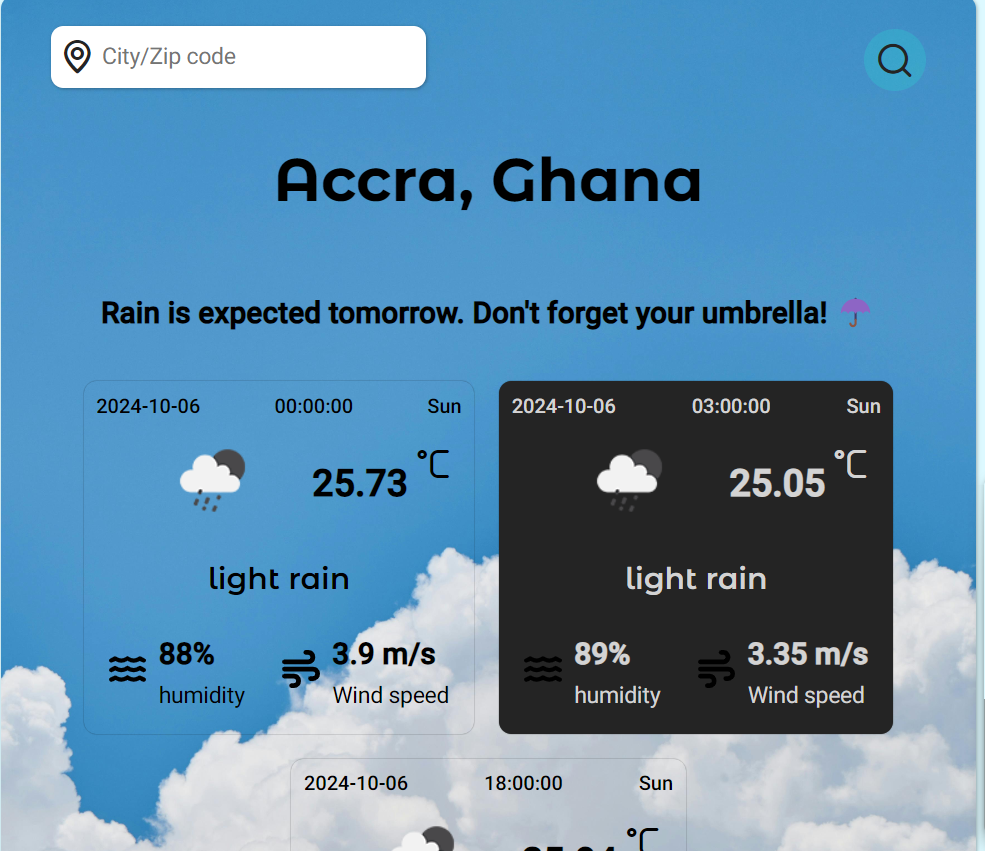 City/Zip code
Accra, Ghana
Rain is expected tomorrow. Don't forget your umbrella! ☂
2024-10-06 00:00:00 Sun
25.73 °C
light rain
88% 3.9 m/s
humidity Wind speed
2024-10-06 03:00:00 Sun
25.05 °C
light rain
89% 3.35 m/s
humidity Wind speed
2024-10-06 18:00:00 Sun
°C